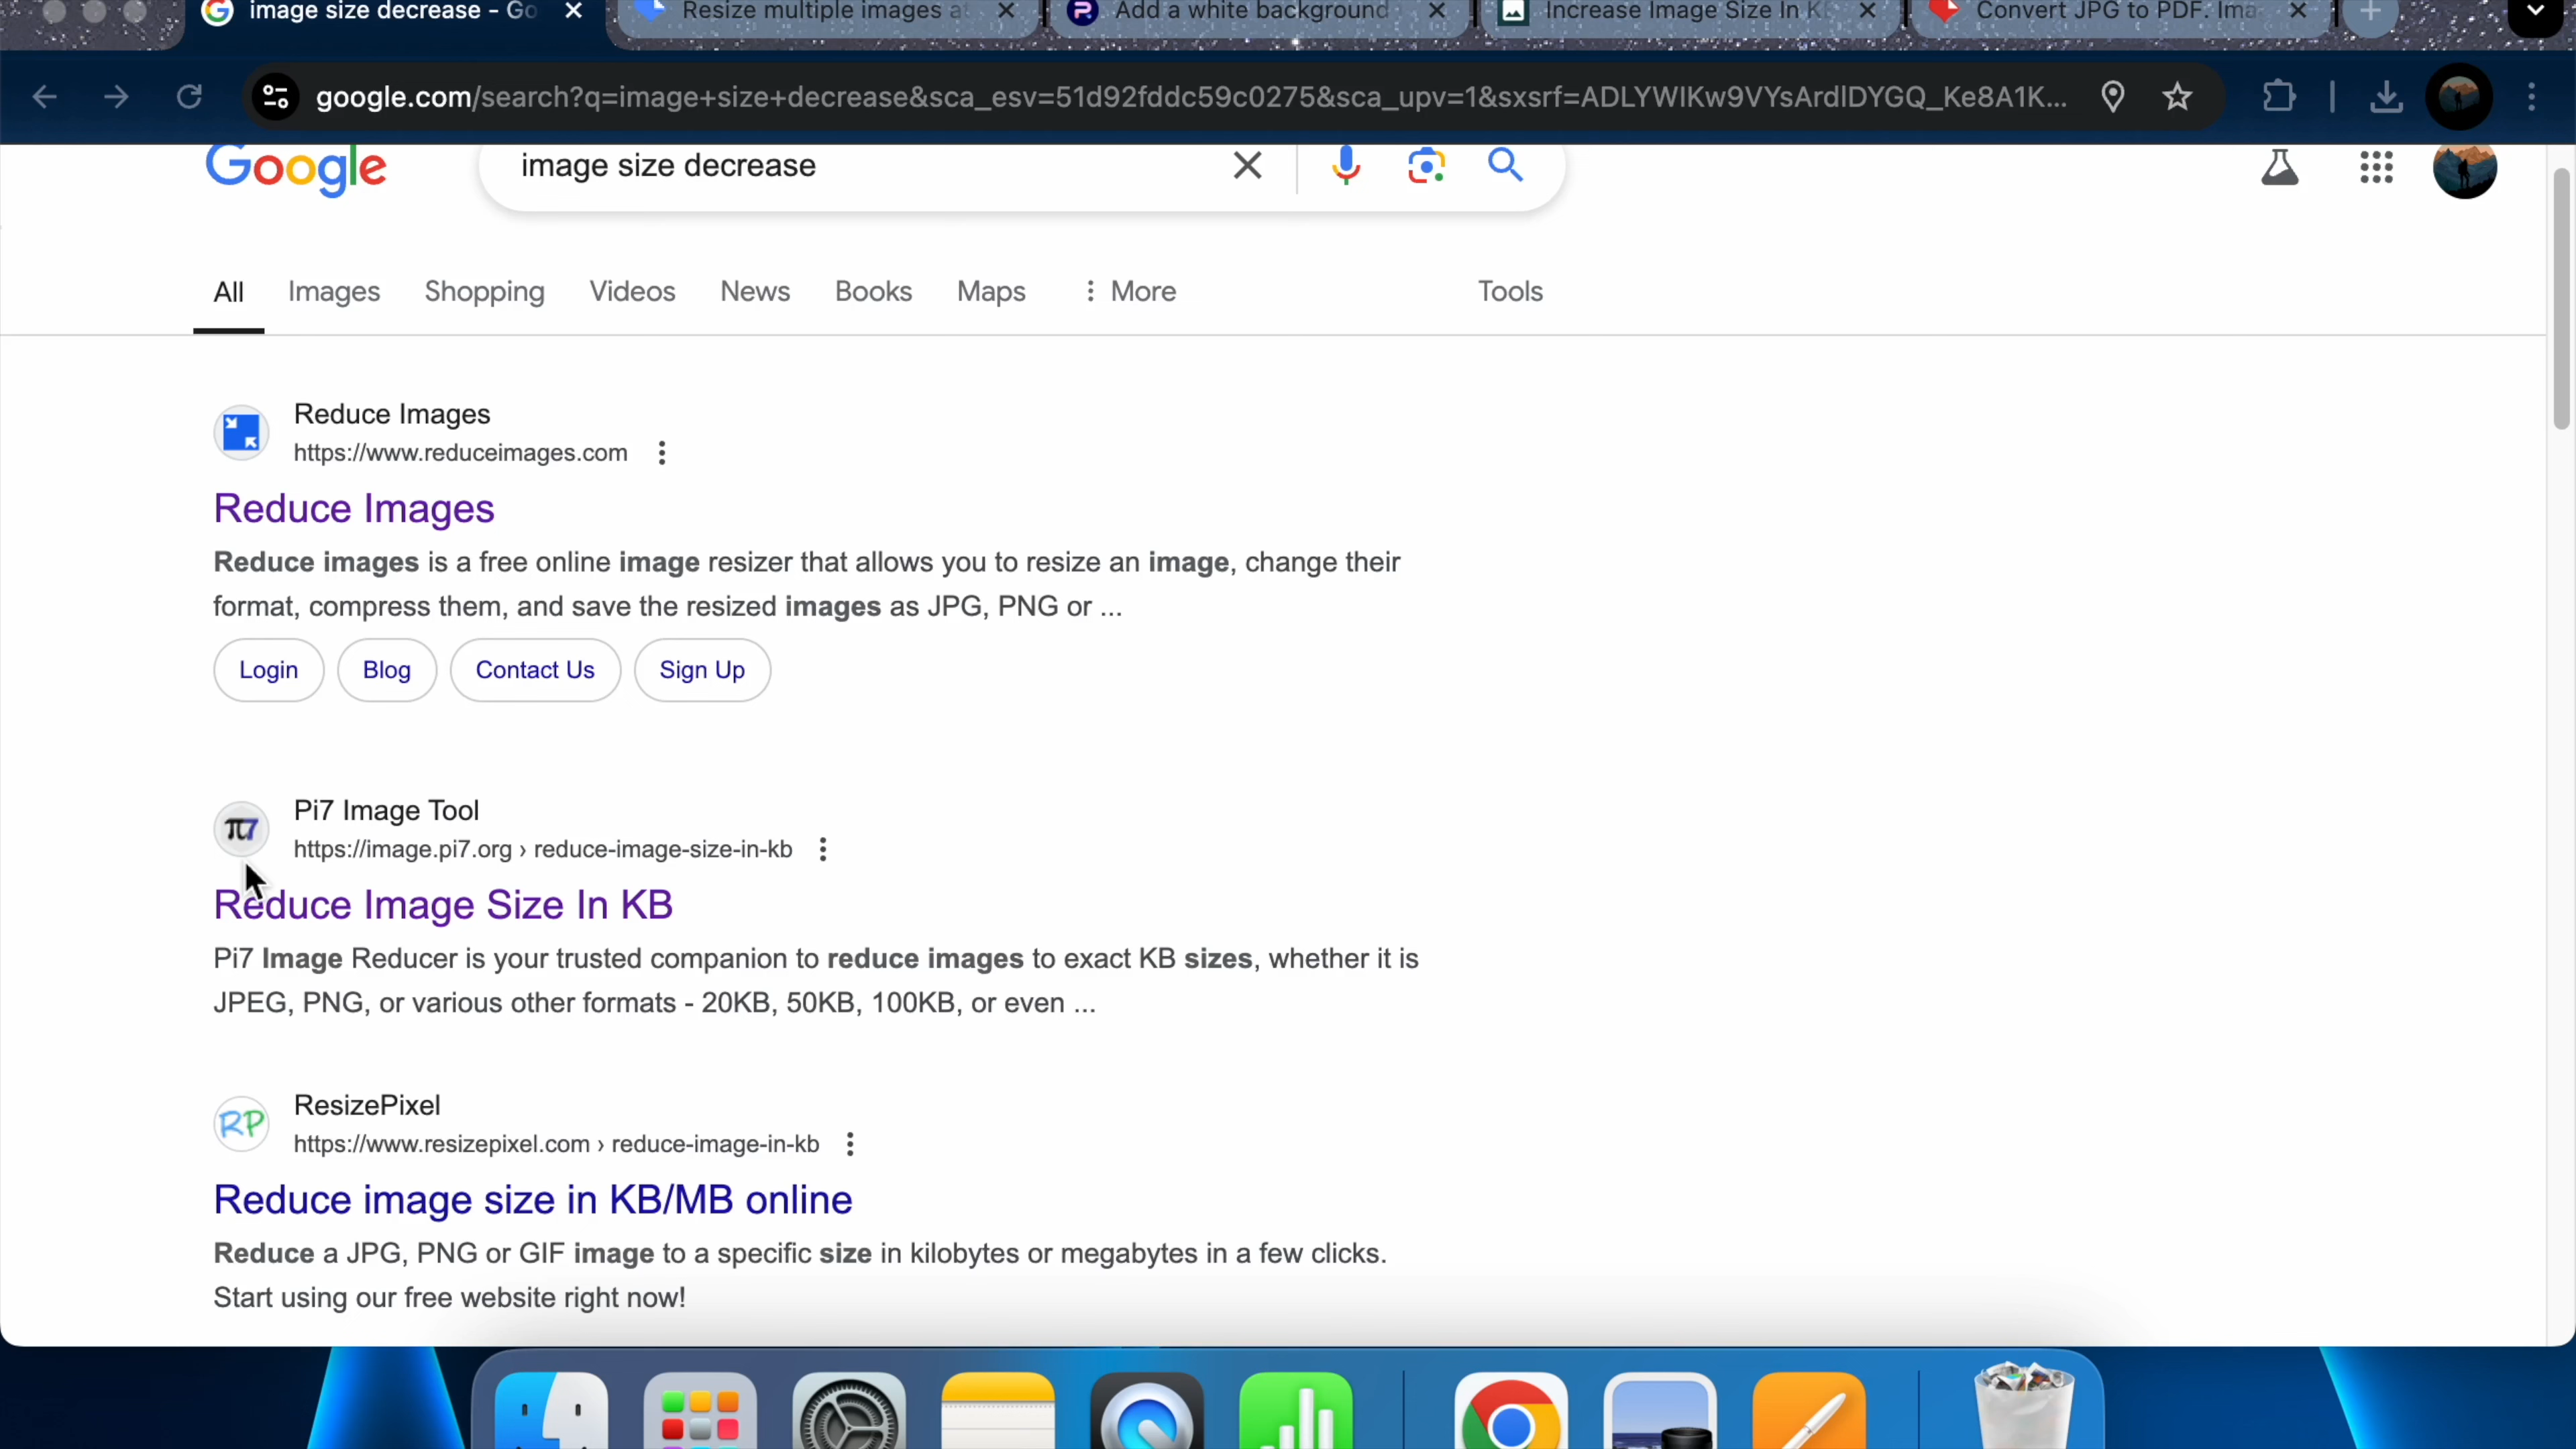 image size decrease - Go
Resize multiple images a
Add a white background
Increase Image Size In K
Convert JPG to PDF. Ima
google.com/search?q=image+size+decrease&sca_esv=51d92fddc59c0275&sca_upv=1&sxsrf=ADLYWIKw9VYsArdIDYGQ_Ke8A1K...
Google
image size decrease
All Images Shopping Videos News Books Maps More Tools
Reduce Images
https://www.reduceimages.com
Reduce Images
Reduce images is a free online image resizer that allows you to resize an image, change their
format, compress them, and save the resized images as JPG, PNG or ...
Login Blog Contact Us Sign Up
π7
Pi7 Image Tool
https://image.pi7.org › reduce-image-size-in-kb
Reduce Image Size In KB
Pi7 Image Reducer is your trusted companion to reduce images to exact KB sizes, whether it is
JPEG, PNG, or various other formats - 20KB, 50KB, 100KB, or even ...
RP
ResizePixel
https://www.resizepixel.com › reduce-image-in-kb
Reduce image size in KB/MB online
Reduce a JPG, PNG or GIF image to a specific size in kilobytes or megabytes in a few clicks.
Start using our free website right now!